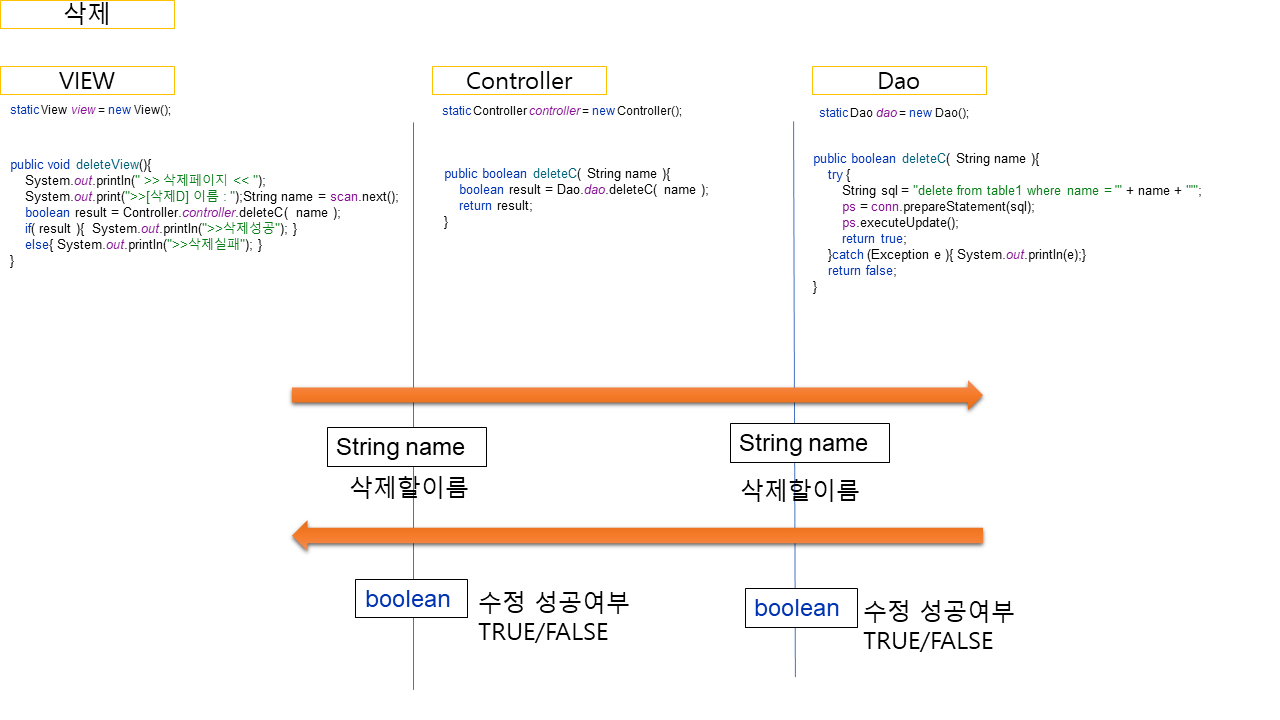 삭제
VIEW
static View view = new View();
public void deleteView(){
System.out.println(" >> 삭제페이지 << ");
System.out.print(">>[삭제D] 이름 : ");String name = scan.next();
boolean result = Controller.controller.deleteC( name );
if( result ){ System.out.println(">>삭제성공"); }
else{ System.out.println(">>삭제실패"); }
}
Controller
static Controller controller = new Controller();
public boolean deleteC( String name ){
boolean result = Dao.dao.deleteC( name );
return result;
}
Dao
static Dao dao = new Dao();
public boolean deleteC( String name ){
try {
String sql = "delete from table1 where name ='" + name + "'";
ps = conn.prepareStatement(sql);
ps.executeUpdate();
return true;
}catch (Exception e ){ System.out.println(e);}
return false;
}
String name
삭제할이름
String name
삭제할이름
boolean
수정 성공여부
TRUE/FALSE
boolean
수정 성공여부
TRUE/FALSE